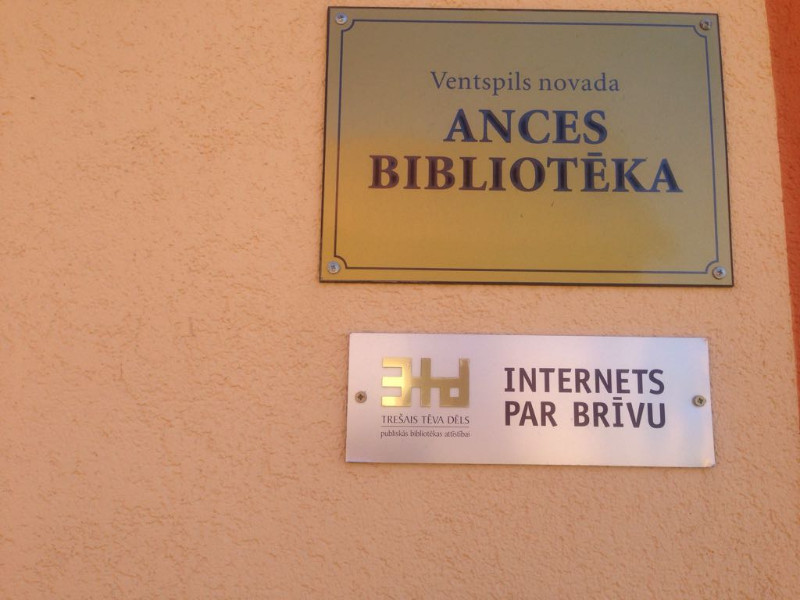 Ventspils novada
ANCES
BIBLIOTĒKA
3td
TREŠAIS TĒVA DĒLS
publiskās bibliotēkas attīstībai
INTERNETS
PAR BRĪVU